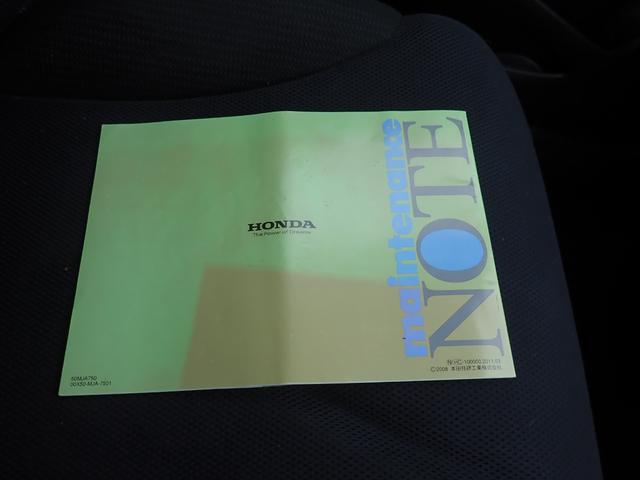 HONDA
The Power of Dreams
maintenance
NOTE
60MJA750
00X50-MJA-7501
100000.2011.03
©2008 本田技研工業株式会社